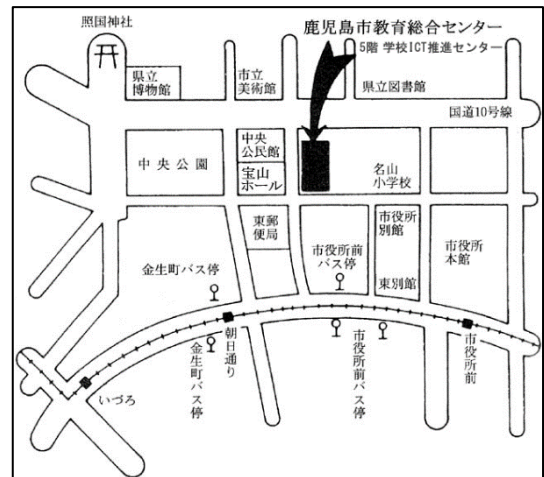 照国神社
鹿児島市教育総合センター
5階 学校ICT推進センター
県立
博物館
市立
美術館
県立図書館
国道10号線
中央公園
中央
公民館
宝山
ホール
名山
小学校
東郵
便局
市役所
別館
東別館
市役所
本館
金生町バス停
市役所前
バス停
朝日通り
金生町バス停
市役所前バス停
市役所前
いづろ